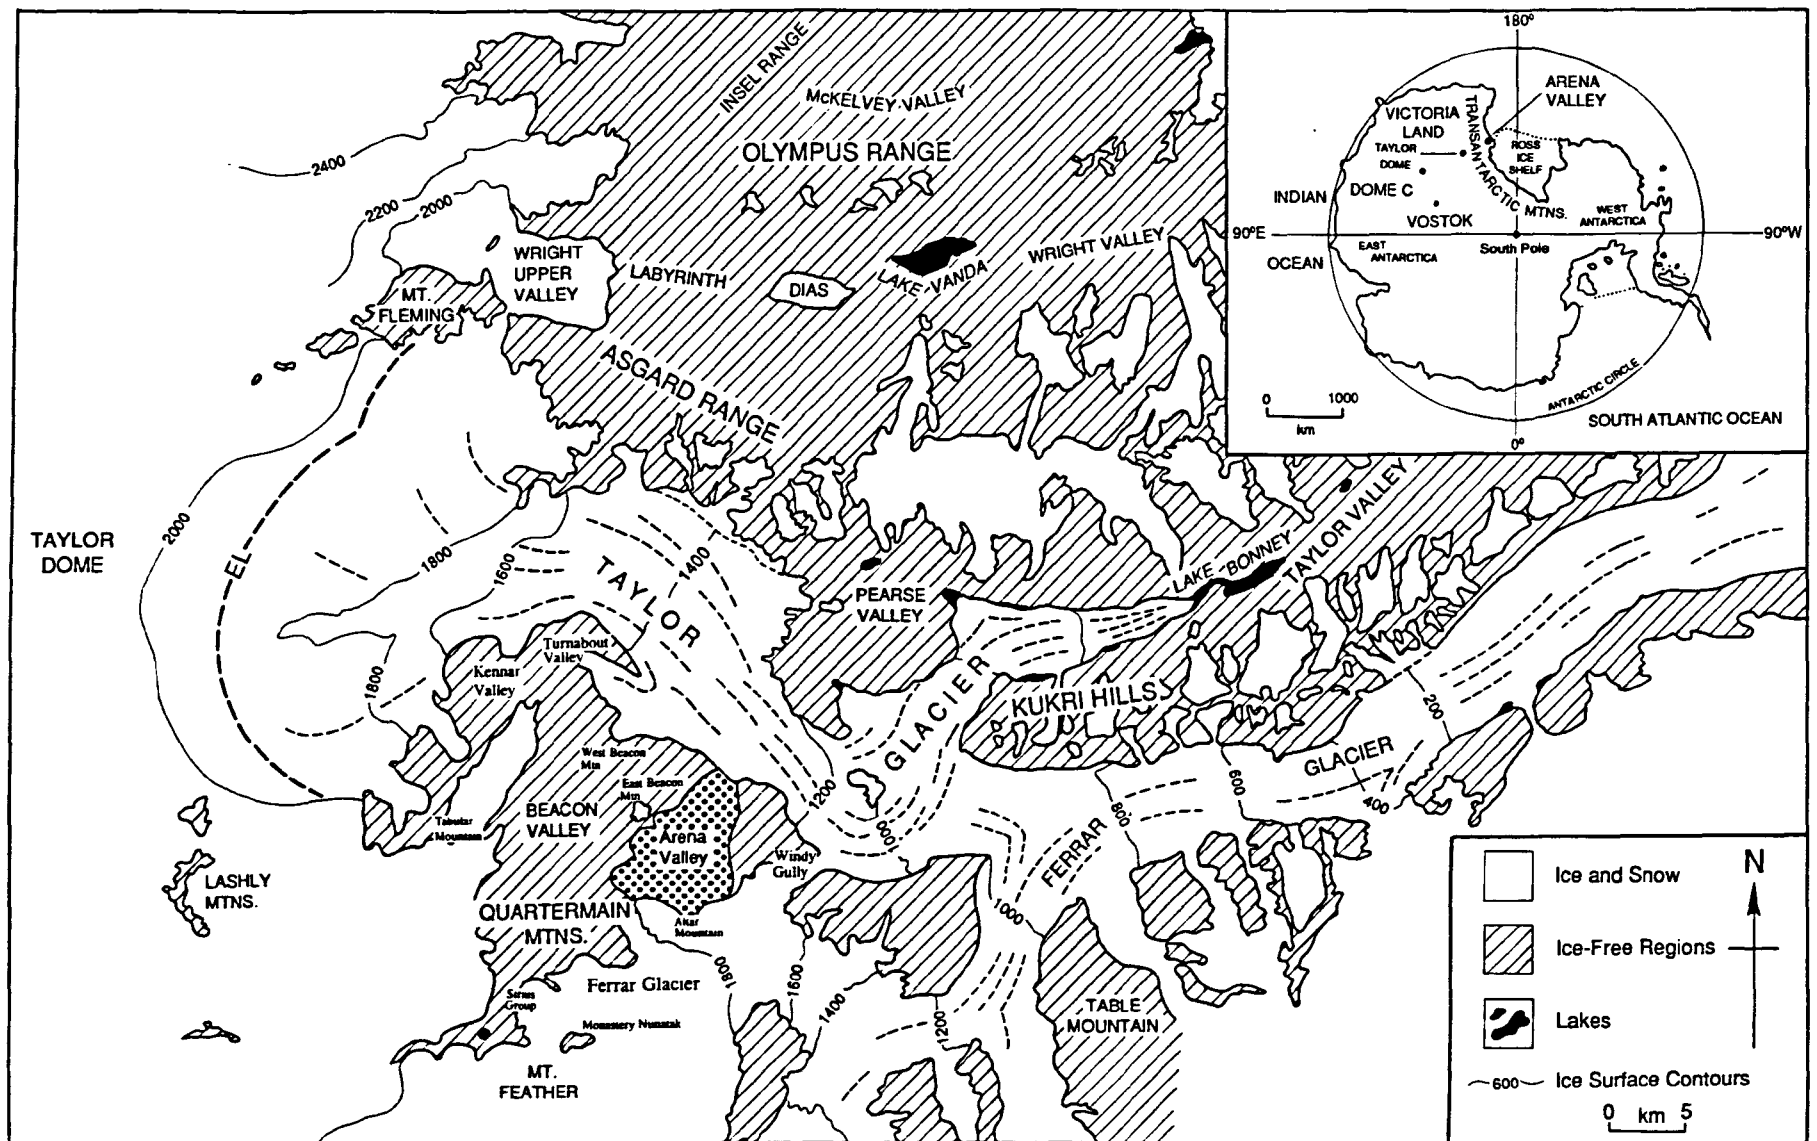 INSEL RANGE
McKELVEY VALLEY
OLYMPUS RANGE
2400
2200
2000
WRIGHT
UPPER
VALLEY
LABYRINTH
DIAS
LAKE VANDA
WRIGHT VALLEY
MT.
FLEMING
ASGARD RANGE
TAYLOR
DOME
2000
EL
1800
1600
1400
TAYLOR
GLACIER
PEARSE
VALLEY
LAKE BONNEY
TAYLOR VALLEY
Turnabout
Valley
Kennar
Valley
1800
KUKRI HILLS
200
GLACIER
400
600
800
FERRAR
1000
1200
000
West Beacon
Mtn
East Beacon
Mtn
BEACON
VALLEY
Arena
Valley
Windy
Gully
Tabular
Mountain
LASHLY
MTNS.
QUARTERMAIN
MTNS.
Altar
Mountain
1800
1600
1400
1200
Ferrar Glacier
Sirius
Group
Monastery Nunatak
MT.
FEATHER
TABLE
MOUNTAIN
180º
ARENA
VALLEY
VICTORIA
LAND
TRANSANTARCTIC MTNS.
TAYLOR
DOME
ROSS
ICE
SHELF
INDIAN
OCEAN
DOME C
VOSTOK
WEST
ANTARCTICA
90ºE
90ºW
EAST
ANTARCTICA
South Pole
ANTARCTIC CIRCLE
0 1000
km
0º
SOUTH ATLANTIC OCEAN
Ice and Snow
N
Ice-Free Regions
Lakes
600
Ice Surface Contours
0 km 5